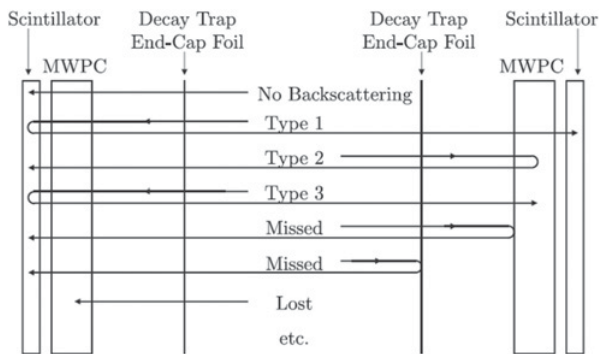 Scintillator
Decay Trap
End-Cap Foil
Decay Trap
End-Cap Foil
Scintillator
MWPC
MWPC
No Backscattering
Type 1
Type 2
Type 3
Missed
Missed
Lost
etc.